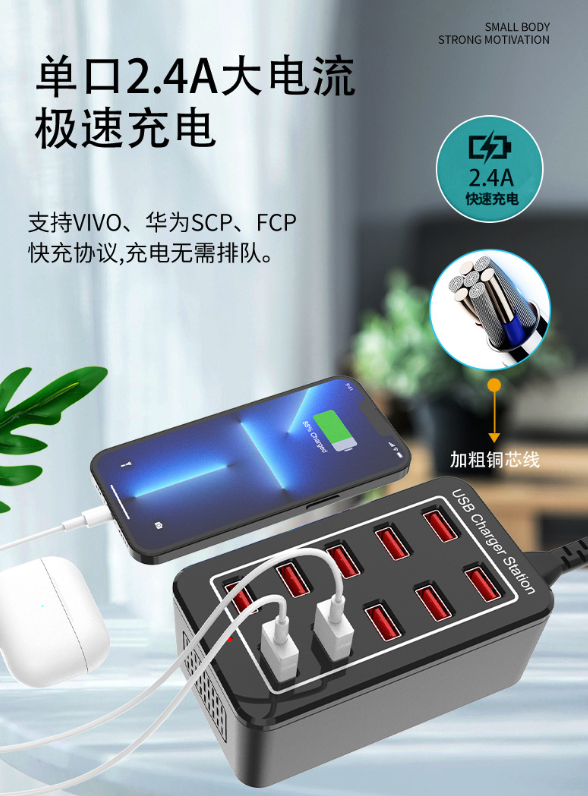 SMALL BODY
STRONG MOTIVATION
单口2.4A大电流
极速充电
2.4A
快速充电
支持VIVO、华为SCP、FCP
快充协议,充电无需排队。
加粗铜芯线
98% Charged
USB Charger Station